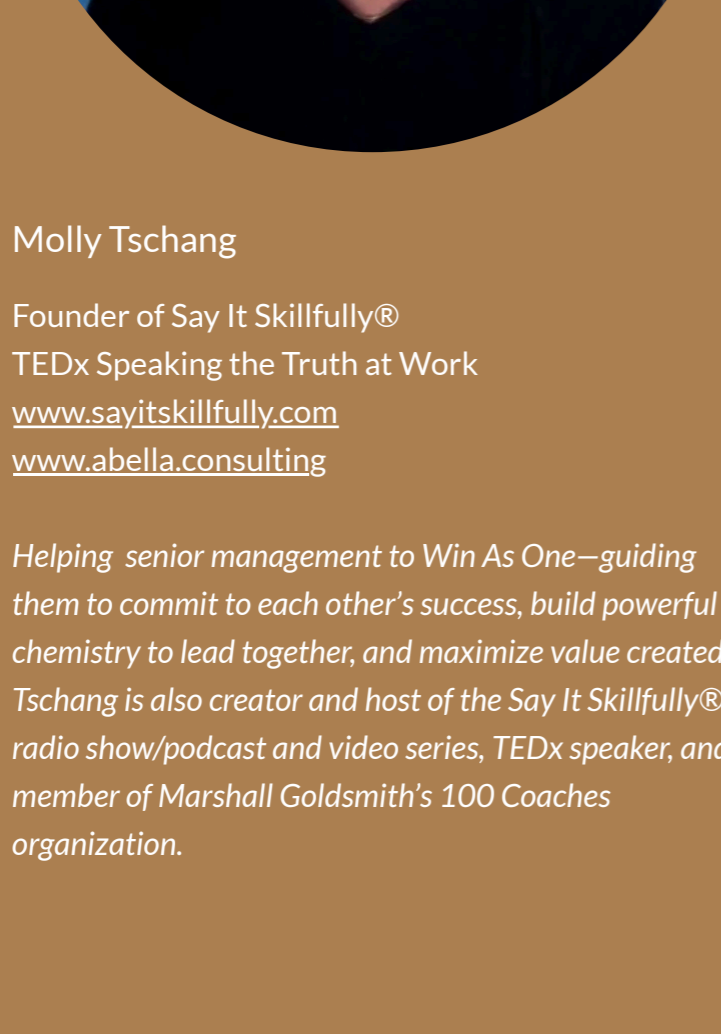 Molly Tschang
Founder of Say It Skillfully®
TEDx Speaking the Truth at Work
www.sayitskillfully.com
www.abella.consulting
Helping  senior management to Win As One—guiding
them to commit to each other’s success, build powerful
chemistry to lead together, and maximize value created
Tschang is also creator and host of the Say It Skillfully®
radio show/podcast and video series, TEDx speaker, and
member of Marshall Goldsmith’s 100 Coaches
organization.